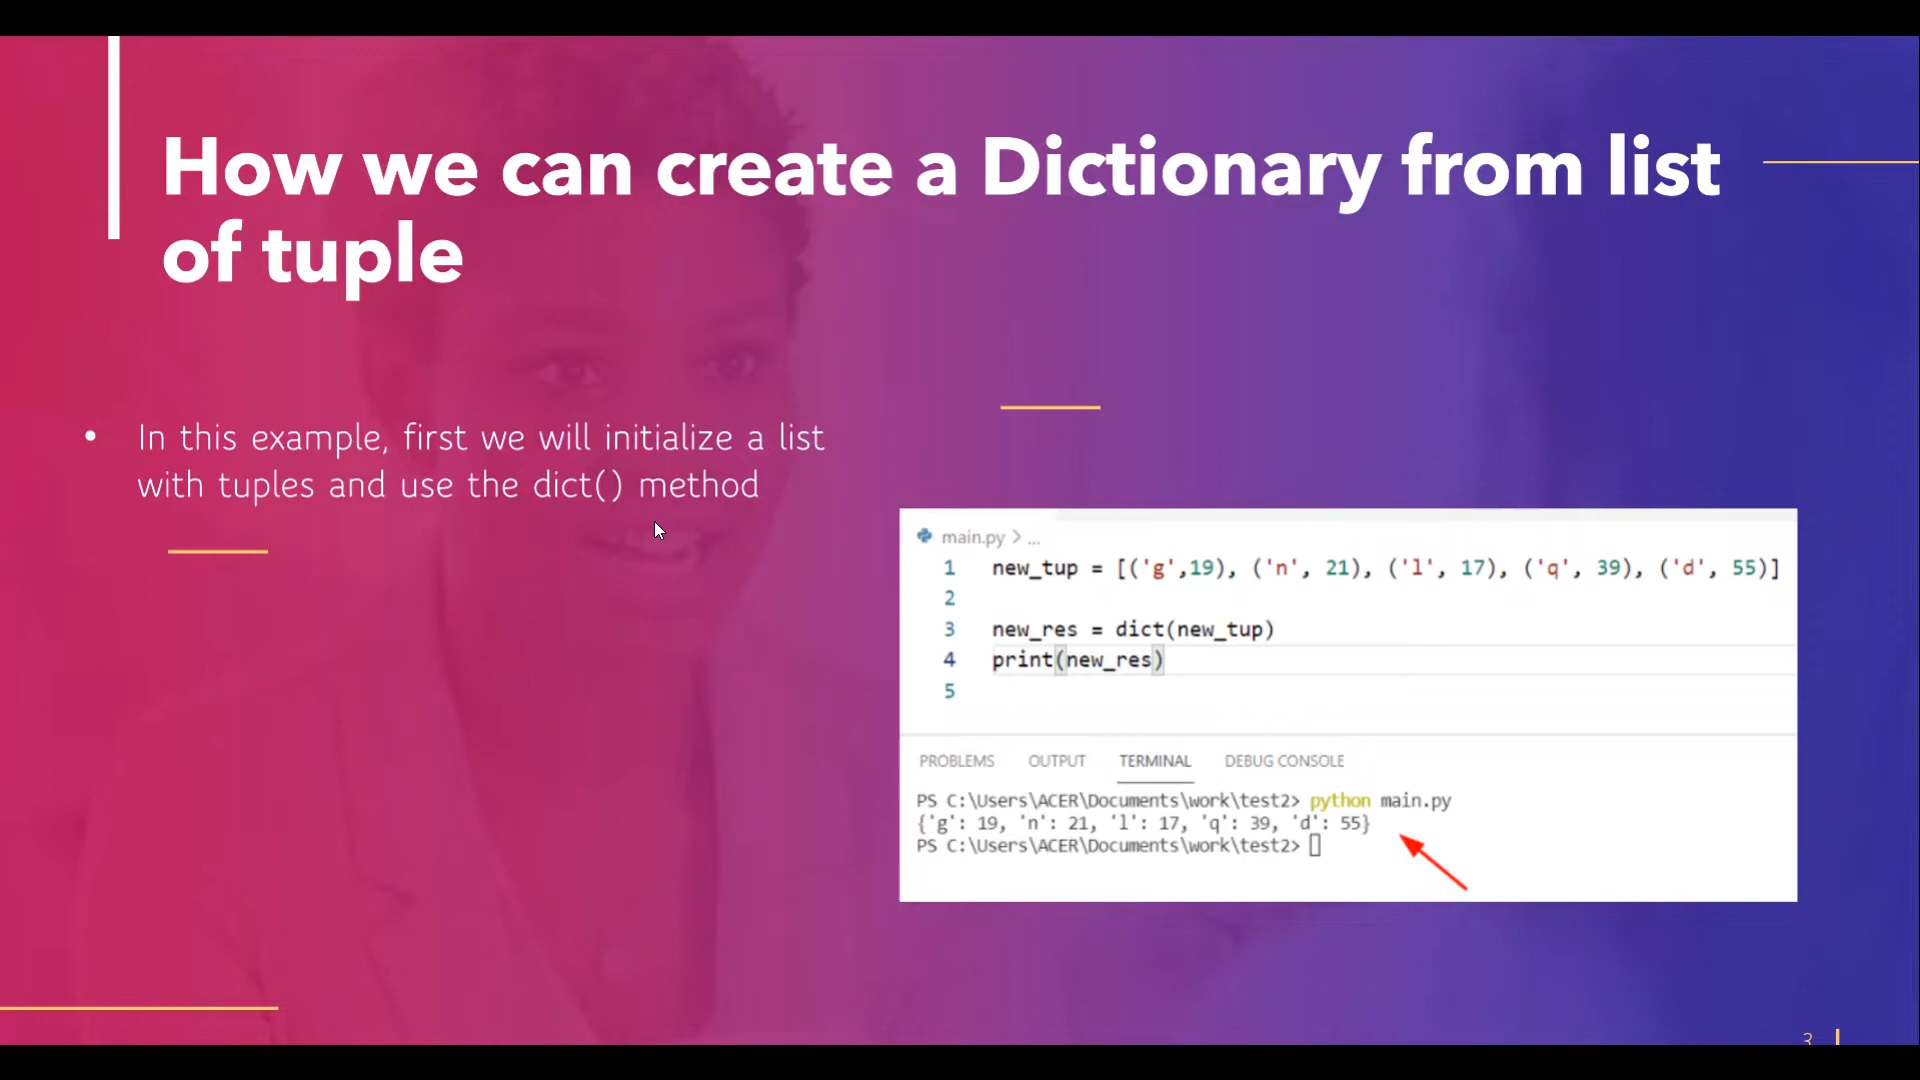 How we can create a Dictionary from list
of tuple
• In this example, first we will initialize a list
with tuples and use the dict() method
main.py > ...
1 new_tup = [('g',19), ('n', 21), ('l', 17), ('q', 39), ('d', 55)]
2
3 new_res = dict(new_tup)
4 print(new_res)
5
PROBLEMS OUTPUT TERMINAL DEBUG CONSOLE
PS C:\Users\ACER\Documents\work\test2> python main.py
{'g': 19, 'n': 21, 'l': 17, 'q': 39, 'd': 55}
PS C:\Users\ACER\Documents\work\test2>
3